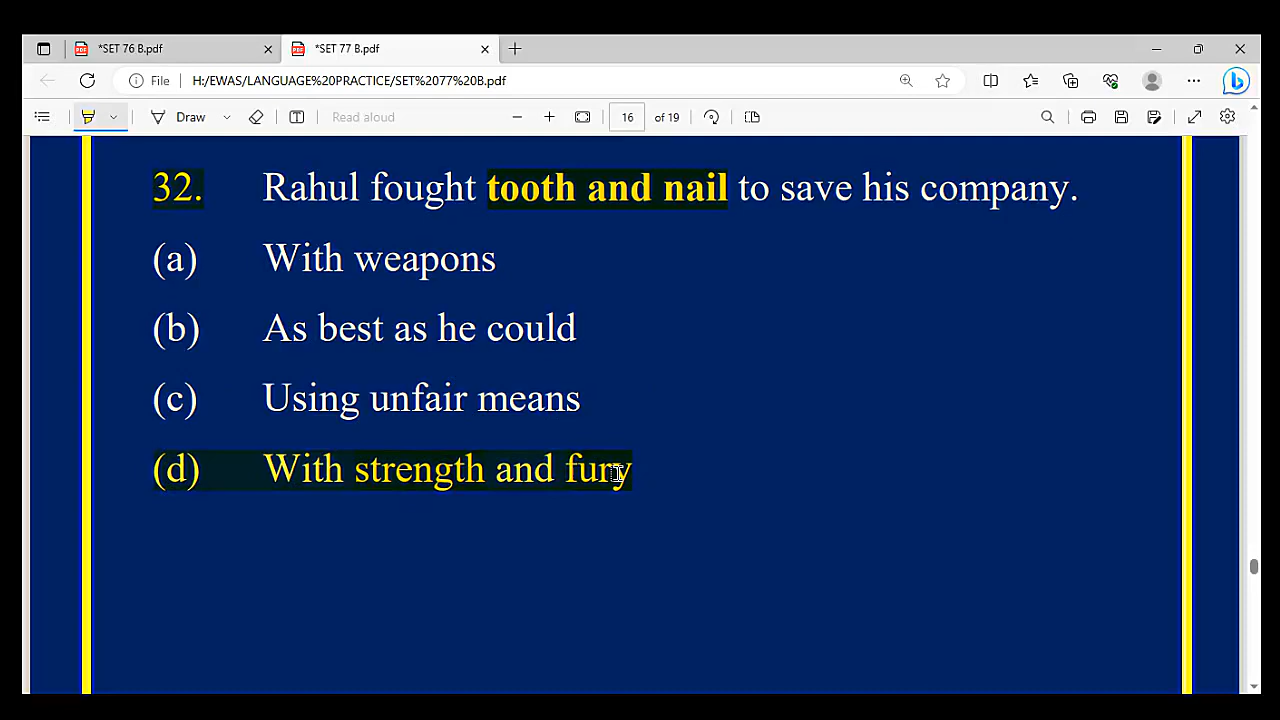 *SET 76 B.pdf
*SET 77 B.pdf
File
H:/EWAS/LANGUAGE%20PRACTICE/SET%2077%20B.pdf
Draw
Read aloud
16
of 19
32. Rahul fought tooth and nail to save his company.
(a) With weapons
(b) As best as he could
(c) Using unfair means
(d) With strength and fury